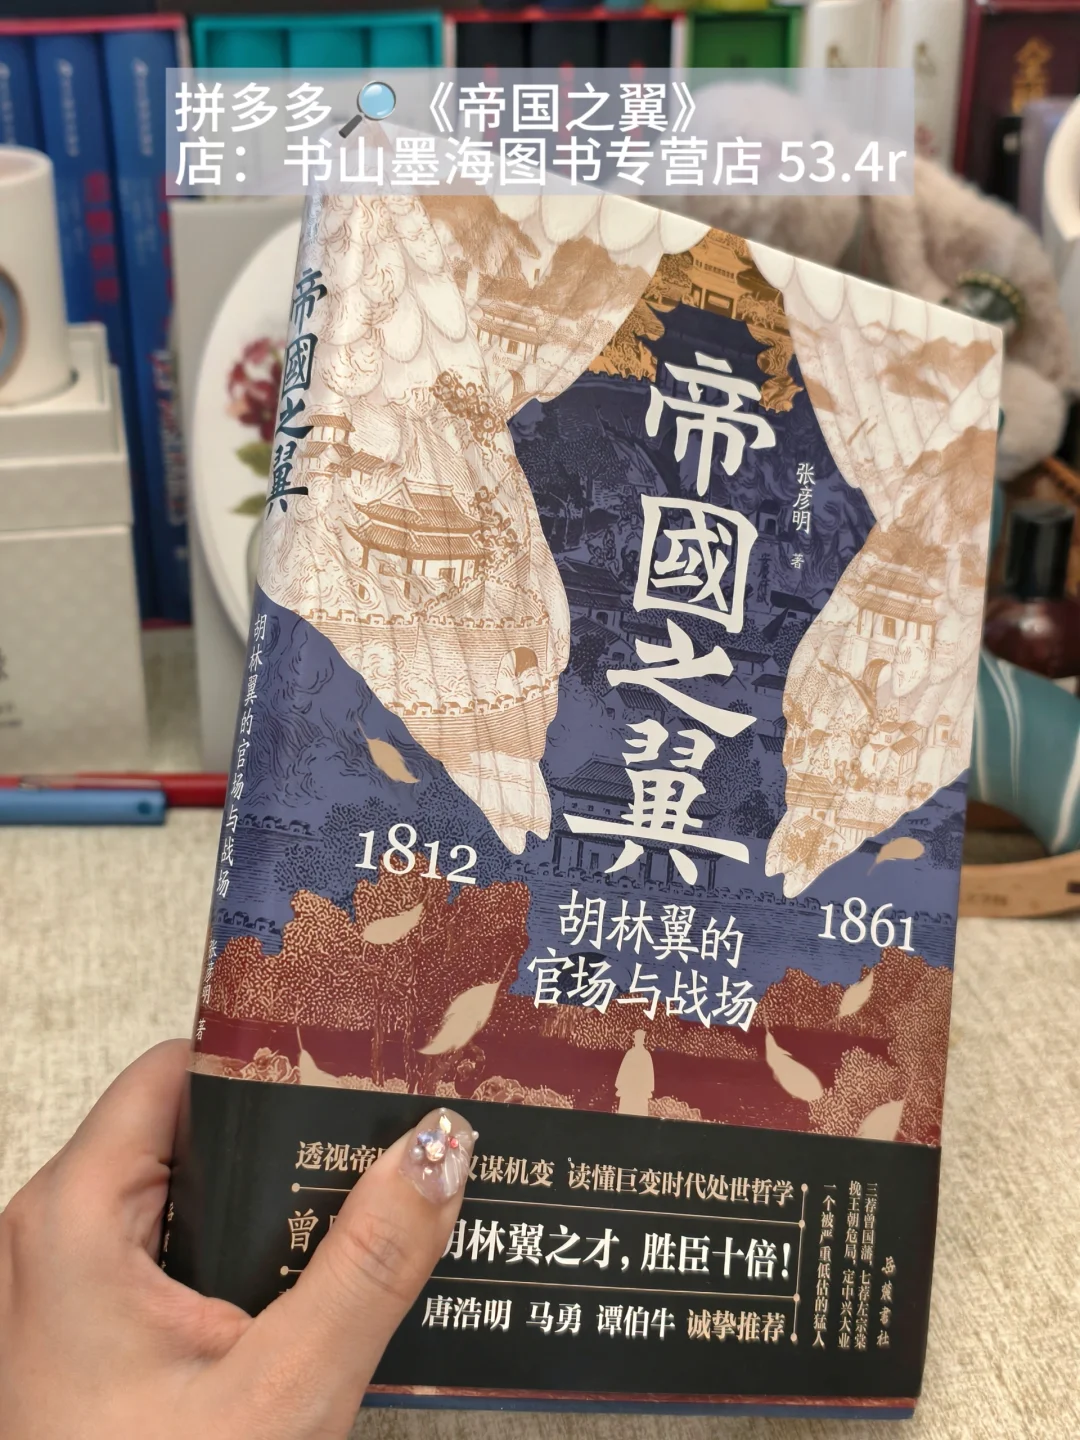 拼多多🔎《帝国之翼》
店：书山墨海图书专营店 53.4r
帝國之翼
胡林翼的官场与战场
张彦明 著
帝國之翼
张彦明 著
1812
1861
胡林翼的
官场与战场
透视帝 谋机变 读懂巨变时代处世哲学
曾 胡林翼之才，胜臣十倍！
唐浩明 马勇 谭伯牛 诚挚推荐
三荐曾国藩、七荐左宗棠
挽王朝危局，定中兴大业
一个被严重低估的猛人
岳麓書社